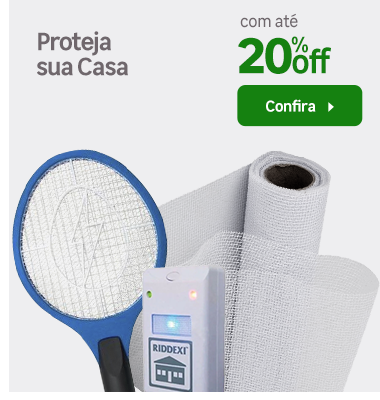 Proteja
sua Casa
com até
20% off
Confira
RIDDEX!